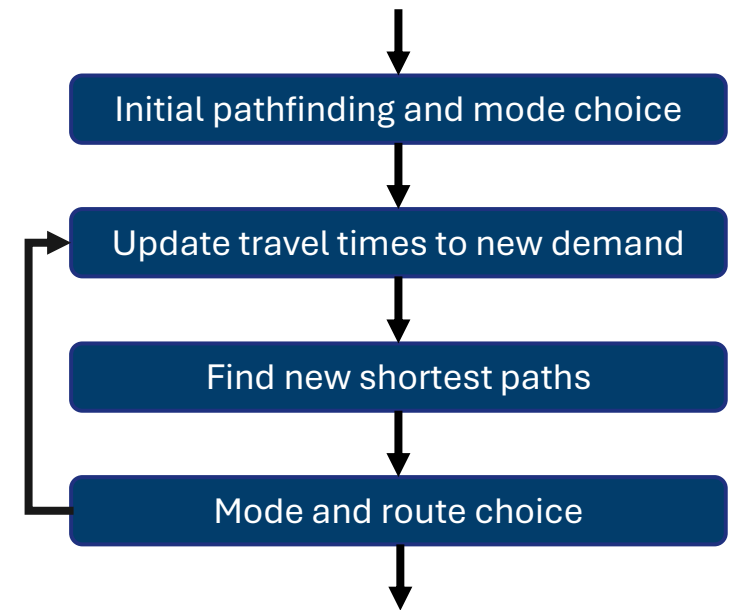 Initial pathfinding and mode choice
Update travel times to new demand
Find new shortest paths
Mode and route choice